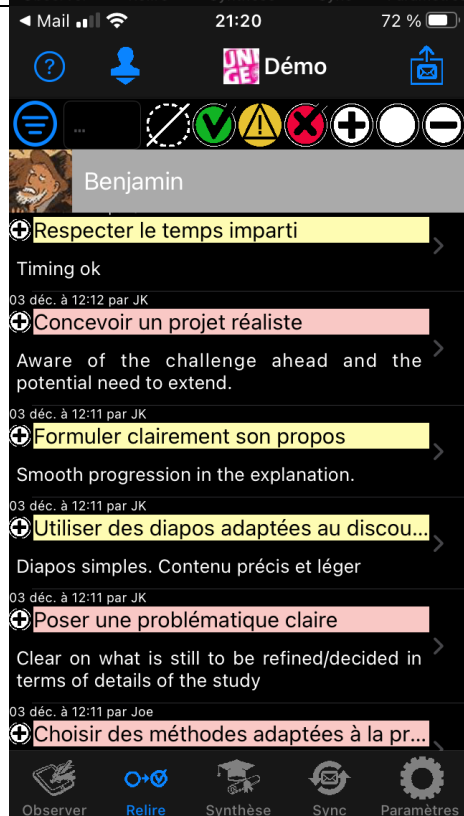 ◀ Mail 21:20 72 %
? UNI GE Démo
...
Benjamin
Respecter le temps imparti
Timing ok
03 déc. à 12:12 par JK
Concevoir un projet réaliste
Aware of the challenge ahead and the
potential need to extend.
03 déc. à 12:11 par JK
Formuler clairement son propos
Smooth progression in the explanation.
03 déc. à 12:11 par JK
Utiliser des diapos adaptées au discou...
Diapos simples. Contenu précis et léger
03 déc. à 12:11 par JK
Poser une problématique claire
Clear on what is still to be refined/decided in
terms of details of the study
03 déc. à 12:11 par Joe
Choisir des méthodes adaptées à la pr...
Observer Relire Synthèse Sync Paramètres